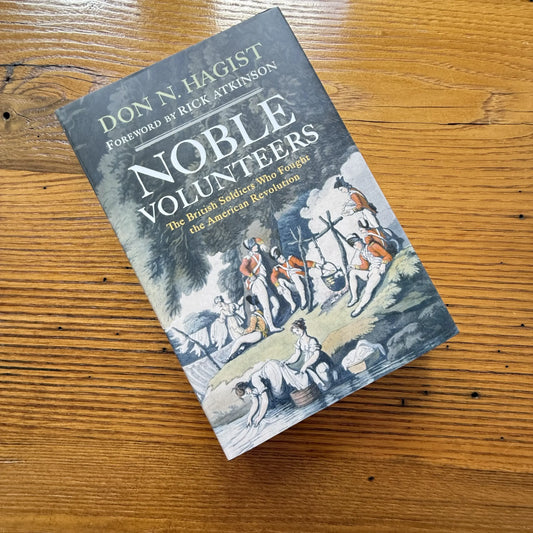 DON N. HAGIST
FOREWORD BY RICK ATKINSON
NOBLE
VOLUNTEERS
The British Soldiers Who Fought
the American Revolution